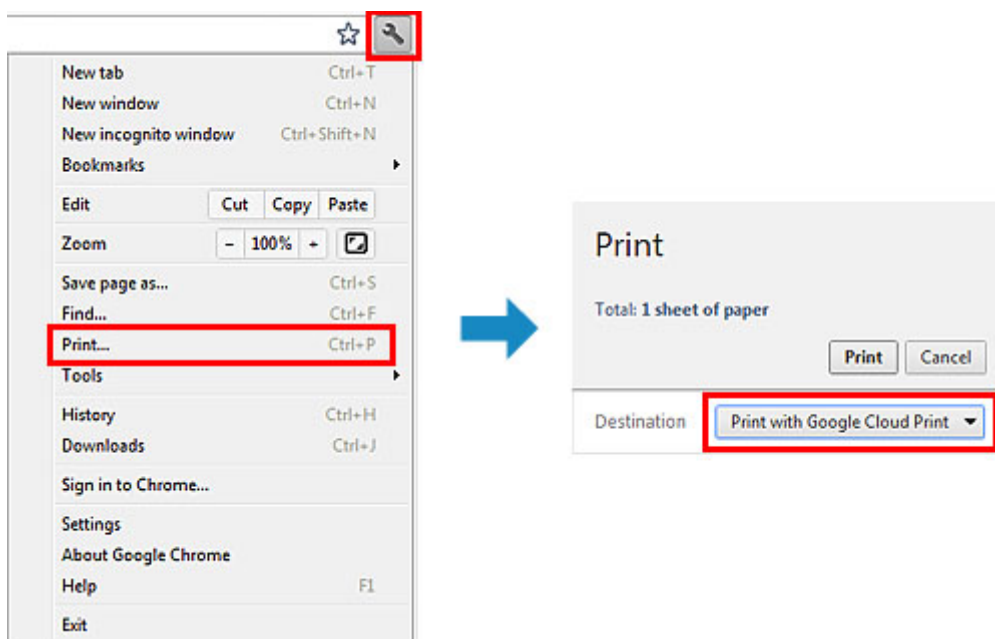 New tab Ctrl+T
New window Ctrl+N
New incognito window Ctrl+Shift+N
Bookmarks
Edit Cut Copy Paste
Zoom - 100% +
Save page as... Ctrl+S
Find... Ctrl+F
Print... Ctrl+P
Tools
History Ctrl+H
Downloads Ctrl+J
Sign in to Chrome...
Settings
About Google Chrome
Help F1
Exit
Print
Total: 1 sheet of paper
Print Cancel
Destination Print with Google Cloud Print